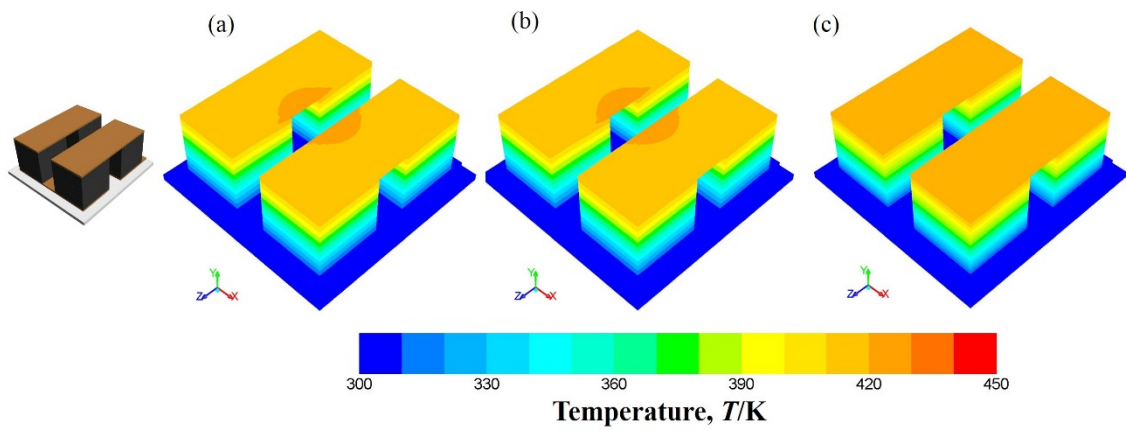 (a)
(b)
(c)
Y
Z X
Y
Z X
Y
Z X
300 330 360 390 420 450
Temperature, T/K